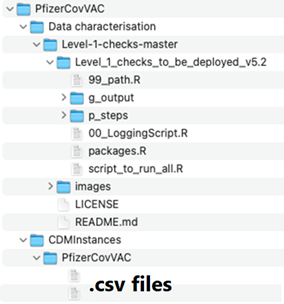 PfizerCovVAC
Data characterisation
Level-1-checks-master
Level_1_checks_to_be_deployed_v5.2
99_path.R
g_output
p_steps
00_LoggingScript.R
packages.R
script_to_run_all.R
images
LICENSE
README.md
CDMInstances
PfizerCovVAC
.csv files